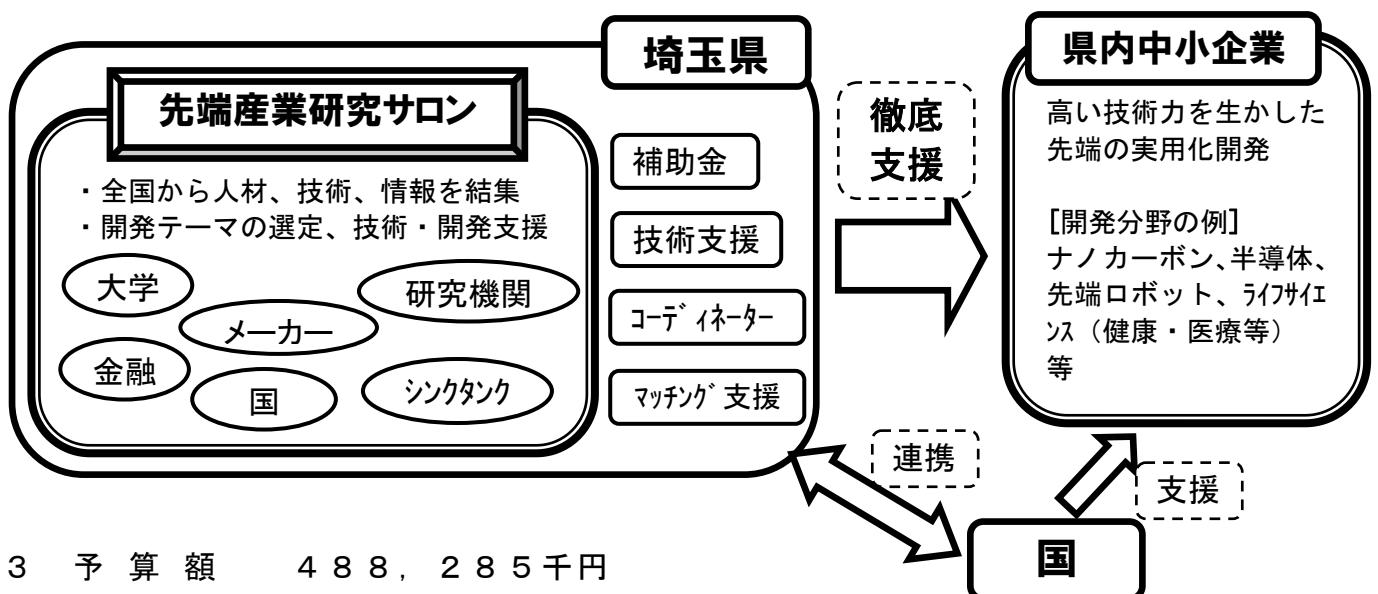 埼玉県
先端産業研究サロン
・全国から人材、技術、情報を結集
・開発テーマの選定、技術・開発支援
大学
メーカー
研究機関
金融
国
シンクタンク
補助金
技術支援
コーディネーター
マッチング支援
徹底
支援
県内中小企業
高い技術力を生かした
先端の実用化開発
[開発分野の例]
ナノカーボン、半導体、
先端ロボット、ライフサイエ
ンス（健康・医療等）
等
連携
支援
国
３　予算額　４８８，２８５千円